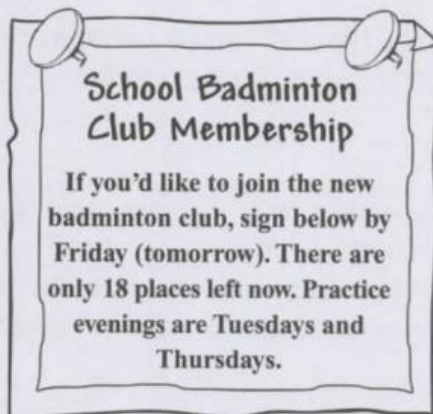 School Badminton
Club Membership
If you'd like to join the new
badminton club, sign below by
Friday (tomorrow). There are
only 18 places left now. Practice
evenings are Tuesdays and
Thursdays.